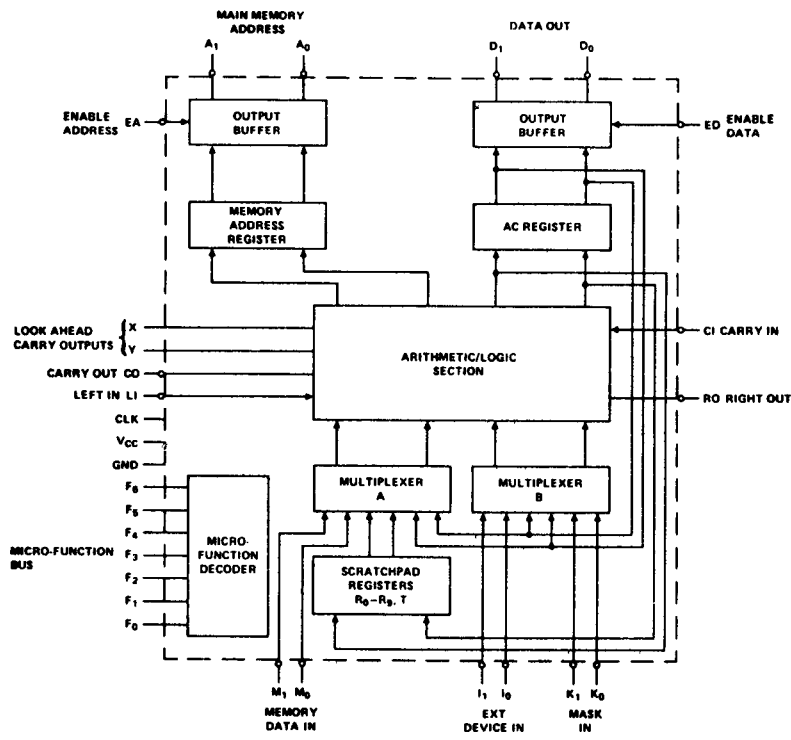 MAIN MEMORY
ADDRESS
A1 A0
DATA OUT
D1 D0
ENABLE
ADDRESS EA
OUTPUT
BUFFER
OUTPUT
BUFFER
ED ENABLE
DATA
MEMORY
ADDRESS
REGISTER
AC REGISTER
LOOK AHEAD
CARRY OUTPUTS
X
Y
CARRY OUT CO
LEFT IN LI
CLK
VCC
GND
ARITHMETIC/LOGIC
SECTION
CI CARRY IN
RO RIGHT OUT
MULTIPLEXER
A
MULTIPLEXER
B
MICRO-FUNCTION
BUS
F6
F5
F4
F3
F2
F1
F0
MICRO-
FUNCTION
DECODER
SCRATCHPAD
REGISTERS
R0–R9, T
M1 M0
MEMORY
DATA IN
I1 I0
EXT
DEVICE IN
K1 K0
MASK
IN